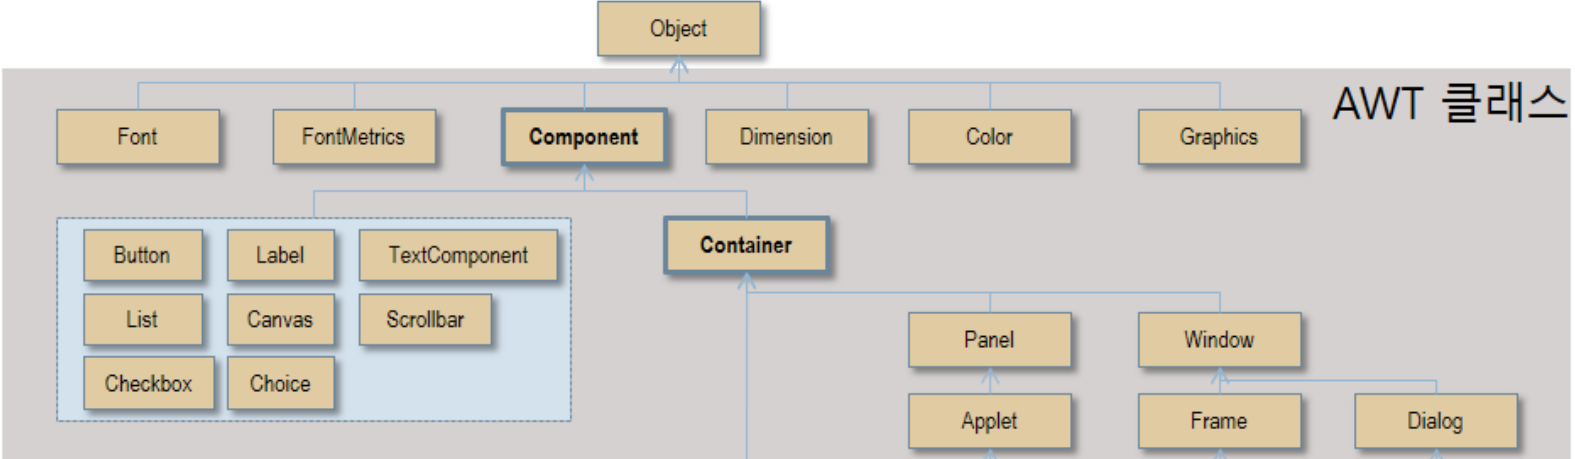 Object
AWT 클래스
Font
FontMetrics
Component
Dimension
Color
Graphics
Button
Label
TextComponent
Container
List
Canvas
Scrollbar
Panel
Window
Checkbox
Choice
Applet
Frame
Dialog